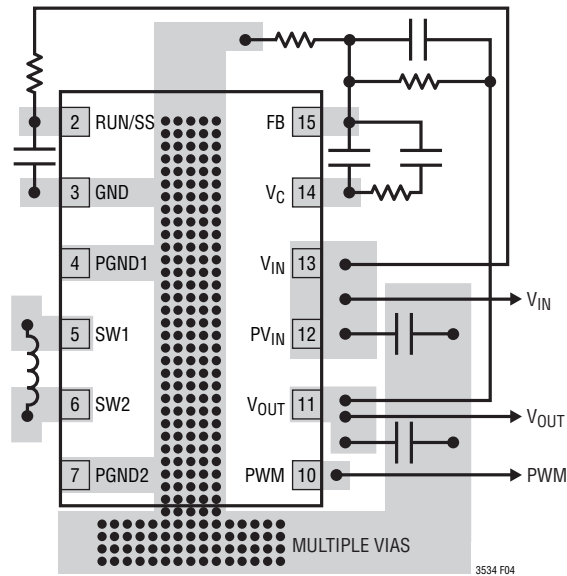 2 RUN/SS
FB 15
3 GND
VC 14
4 PGND1
VIN 13
VIN
5 SW1
PVIN 12
6 SW2
VOUT 11
VOUT
7 PGND2
PWM 10
PWM
MULTIPLE VIAS
3534 F04